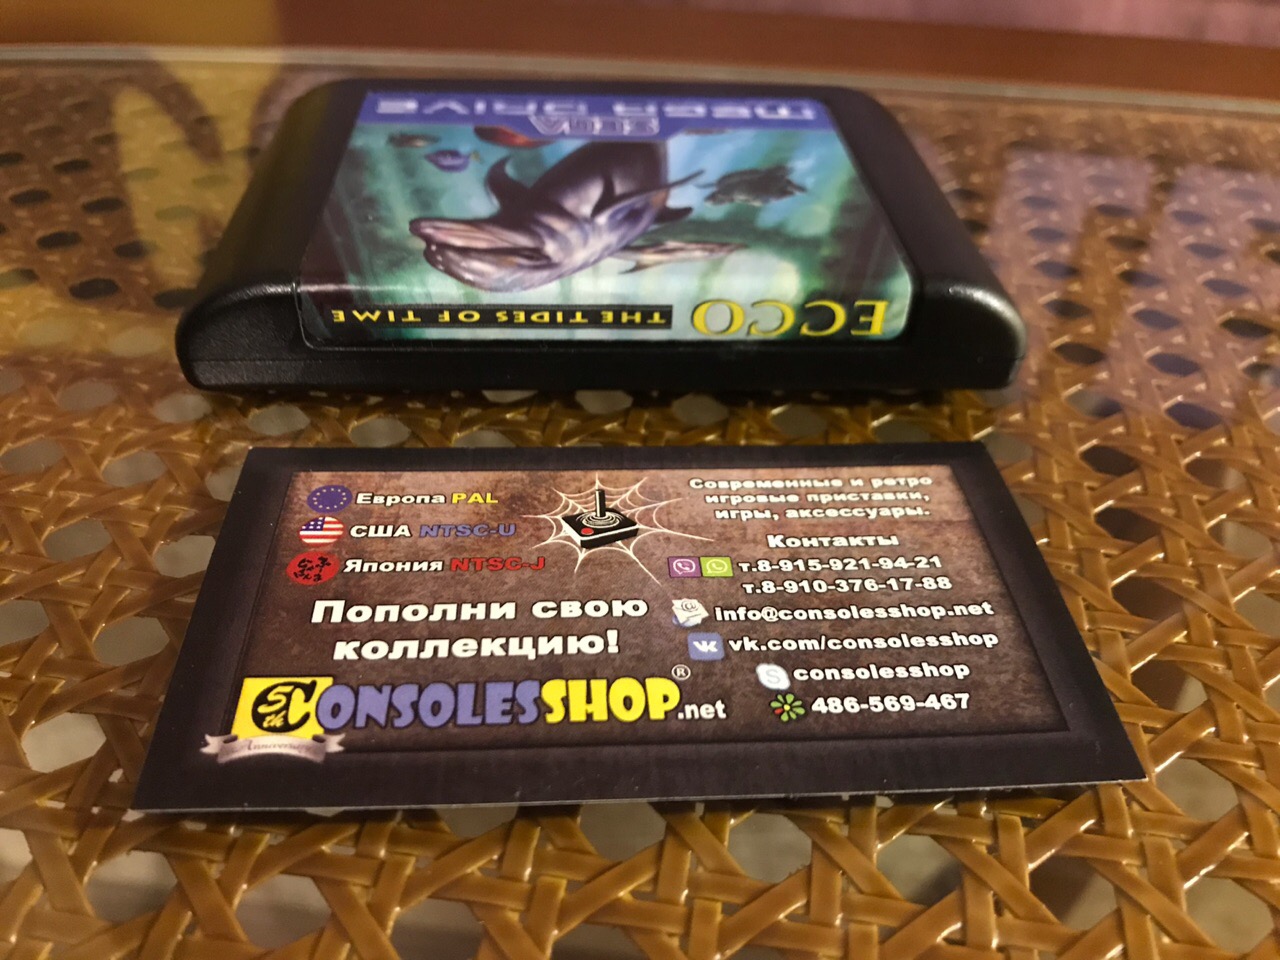 MEGA DRIVE
SEGA
ECCO
THE TIDES OF TIME
Европа PAL
США NTSC-U
Япония NTSC-J
Пополни свою
коллекцию!
5th
Anniversary
CONSOLESSHOP.net
®
Современные и ретро
игровые приставки,
игры, аксессуары.
Контакты
т.8-915-921-94-21
т.8-910-376-17-88
info@consolesshop.net
vk.com/consolesshop
consolesshop
486-569-467